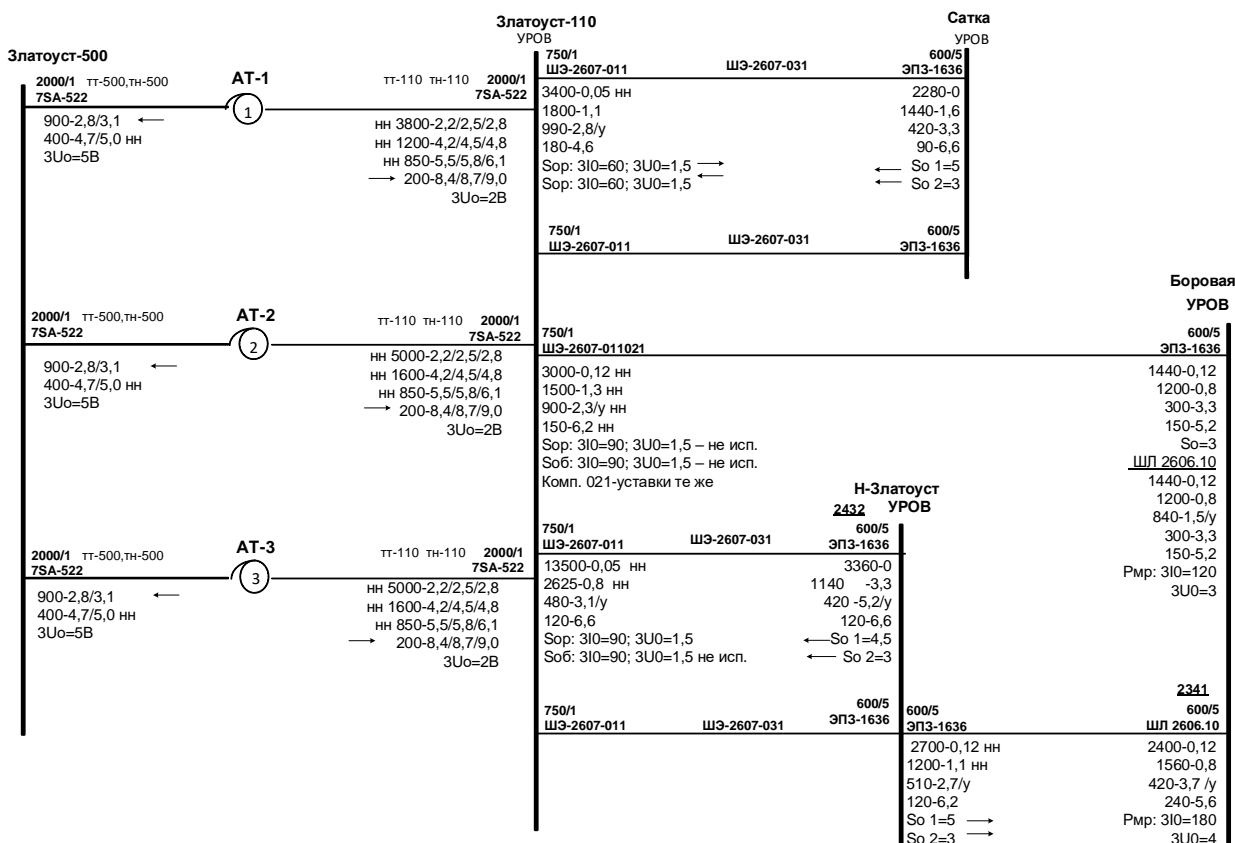 Златоуст-500
2000/1 тт-500,тн-500
7SA-522
900-2,8/3,1
400-4,7/5,0 нн
3Uo=5В
АТ-1
1
тт-110 тн-110 2000/1
7SA-522
нн 3800-2,2/2,5/2,8
нн 1200-4,2/4,5/4,8
нн 850-5,5/5,8/6,1
200-8,4/8,7/9,0
3Uo=2В
2000/1 тт-500,тн-500
7SA-522
900-2,8/3,1
400-4,7/5,0 нн
3Uo=5В
АТ-2
2
тт-110 тн-110 2000/1
7SA-522
нн 5000-2,2/2,5/2,8
нн 1600-4,2/4,5/4,8
нн 850-5,5/5,8/6,1
200-8,4/8,7/9,0
3Uo=2В
2000/1 тт-500,тн-500
7SA-522
900-2,8/3,1
400-4,7/5,0 нн
3Uo=5В
АТ-3
3
тт-110 тн-110 2000/1
7SA-522
нн 5000-2,2/2,5/2,8
нн 1600-4,2/4,5/4,8
нн 850-5,5/5,8/6,1
200-8,4/8,7/9,0
3Uo=2В
Златоуст-110
УРОВ
750/1
ШЭ-2607-011
ШЭ-2607-031
3400-0,05 нн
1800-1,1
990-2,8/у
180-4,6
Sор: 3I0=60; 3U0=1,5
Sор: 3I0=60; 3U0=1,5
Сатка
УРОВ
600/5
ЭПЗ-1636
2280-0
1440-1,6
420-3,3
90-6,6
So 1=5
So 2=3
750/1
ШЭ-2607-011
ШЭ-2607-031
600/5
ЭПЗ-1636
750/1
ШЭ-2607-011021
3000-0,12 нн
1500-1,3 нн
900-2,3/у нн
150-6,2 нн
Sор: 3I0=90; 3U0=1,5 – не исп.
Sоб: 3I0=90; 3U0=1,5 – не исп.
Комп. 021-уставки те же
Боровая
УРОВ
600/5
ЭПЗ-1636
1440-0,12
1200-0,8
300-3,3
150-5,2
So=3
ШЛ 2606.10
1440-0,12
1200-0,8
840-1,5/у
300-3,3
150-5,2
Рмр: 3I0=120
3U0=3
Н-Златоуст
2432 УРОВ
750/1
ШЭ-2607-011
ШЭ-2607-031
600/5
ЭПЗ-1636
13500-0,05 нн
2625-0,8 нн
480-3,1/у
120-6,6
Sор: 3I0=90; 3U0=1,5
Sоб: 3I0=90; 3U0=1,5 не исп.
3360-0
1140 -3,3
420 -5,2/у
120-6,6
So 1=4,5
So 2=3
750/1
ШЭ-2607-011
ШЭ-2607-031
600/5
ЭПЗ-1636
600/5
ЭПЗ-1636
2700-0,12 нн
1200-1,1 нн
510-2,7/у
120-6,2
So 1=5
So 2=3
2341
600/5
ШЛ 2606.10
2400-0,12
1560-0,8
420-3,7 /у
240-5,6
Рмр: 3I0=180
3U0=4